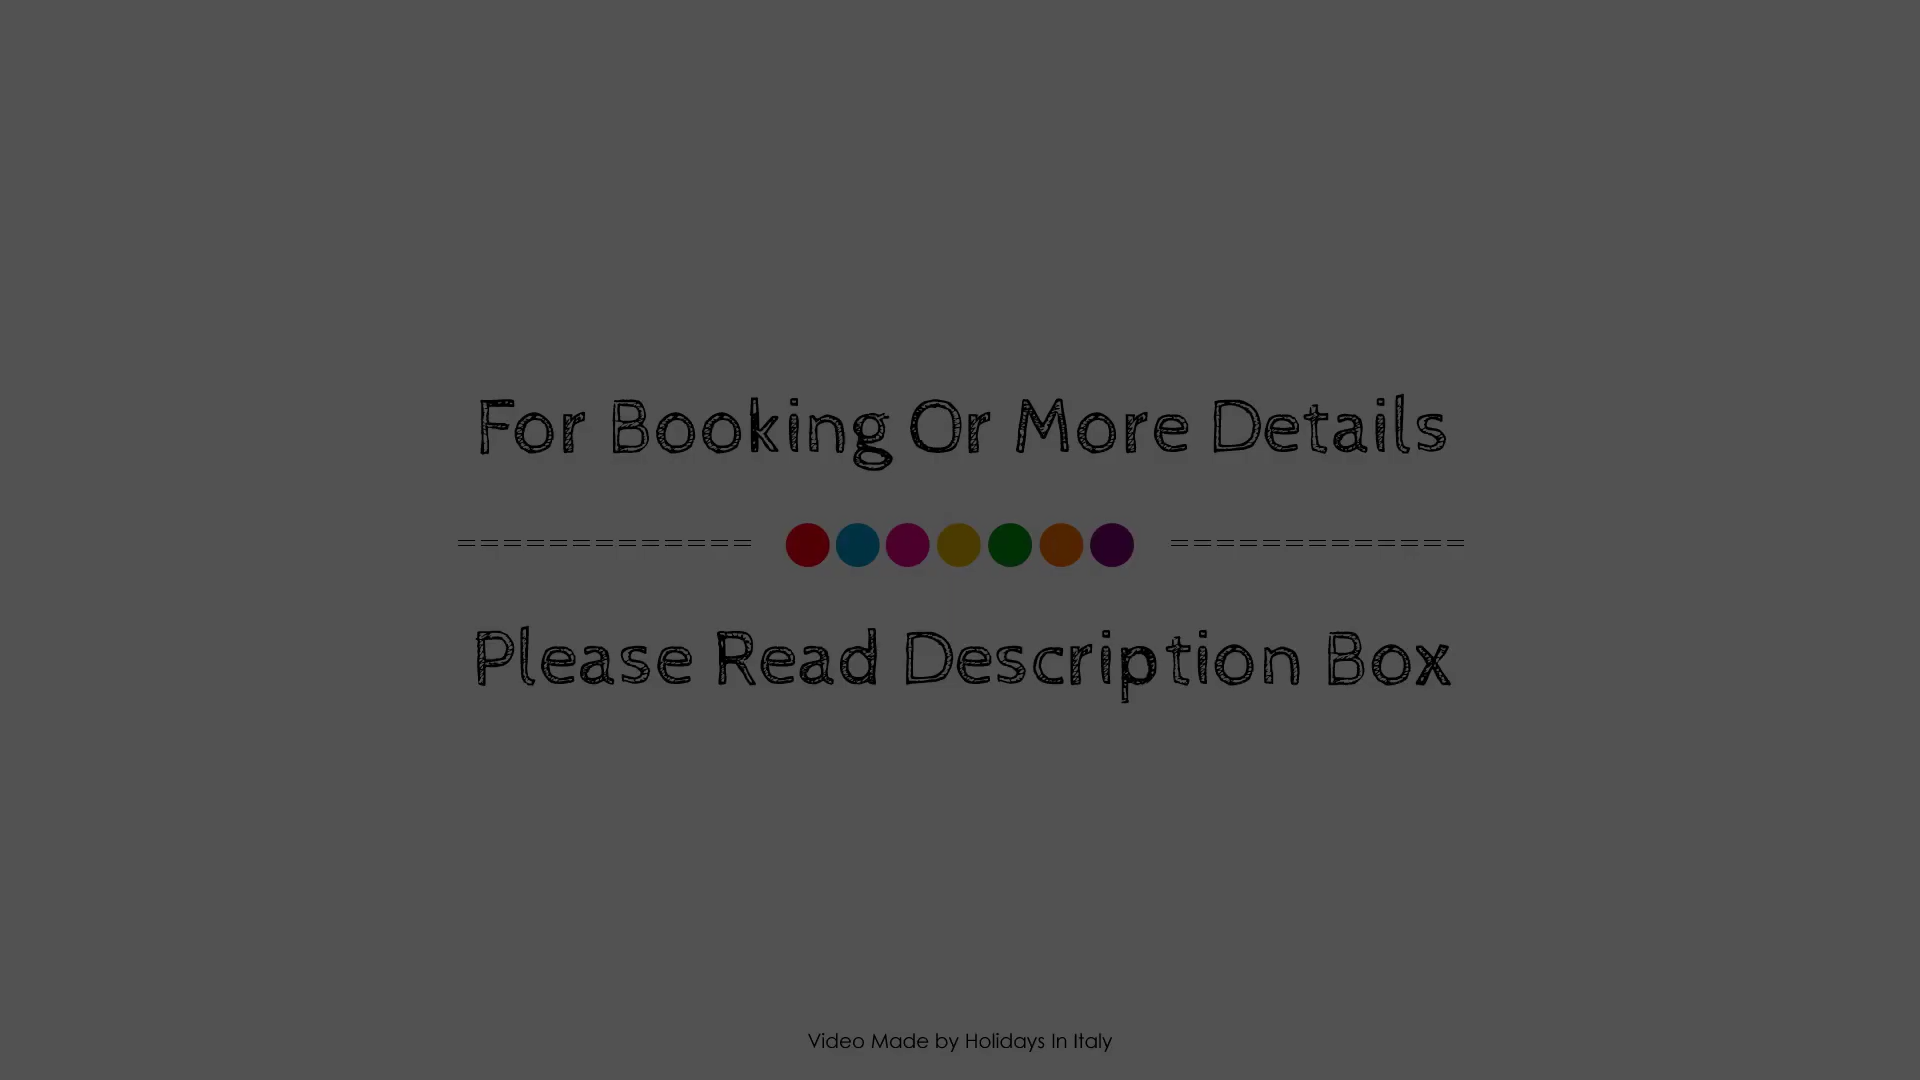 For Booking Or More Details
============= =============
Please Read Description Box
Video Made by Holidays In Italy